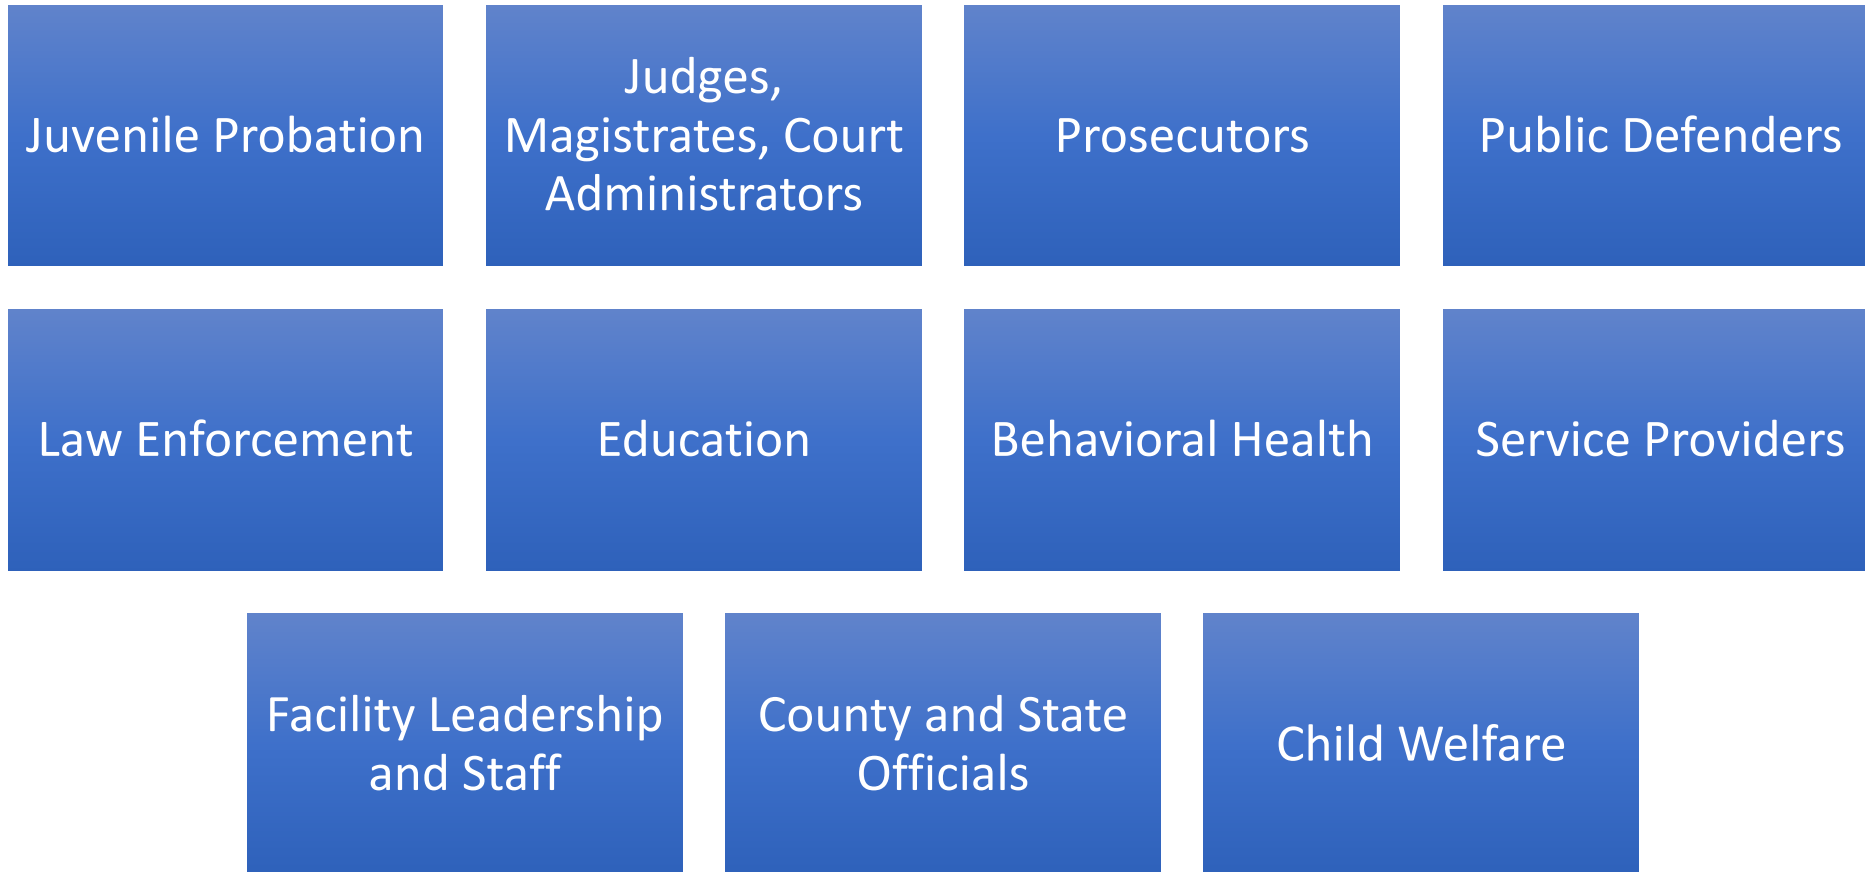 Juvenile Probation
Judges,
Magistrates, Court
Administrators
Prosecutors
Public Defenders
Law Enforcement
Education
Behavioral Health
Service Providers
Facility Leadership
and Staff
County and State
Officials
Child Welfare